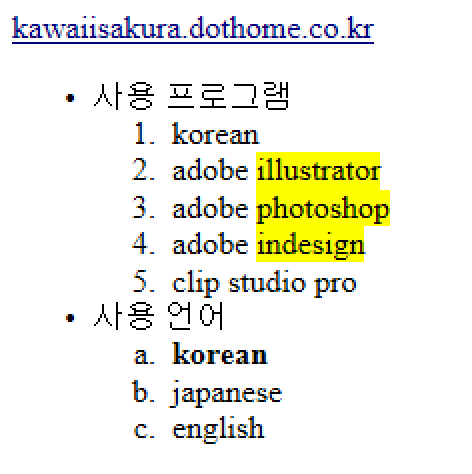 kawaiisakura.dothome.co.kr
• 사용 프로그램
1. korean
2. adobe illustrator
3. adobe photoshop
4. adobe indesign
5. clip studio pro
• 사용 언어
a. korean
b. japanese
c. english